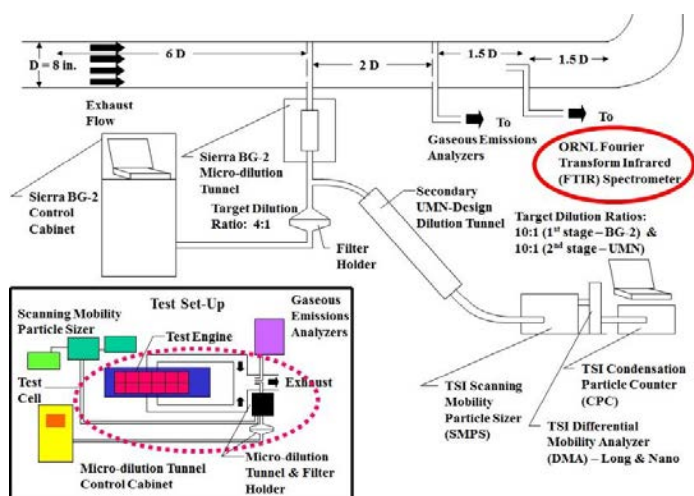 D = 8 in.
6 D
2 D
1.5 D
1.5 D
Exhaust
Flow
To
Gaseous Emissions
Analyzers
To
ORNL Fourier
Transform Infrared
(FTIR) Spectrometer
Sierra BG-2
Micro-dilution
Tunnel
Sierra BG-2
Control
Cabinet
Target Dilution
Ratio: 4:1
Filter
Holder
Secondary
UMN-Design
Dilution Tunnel
Target Dilution Ratios:
10:1 (1st stage – BG-2) &
10:1 (2nd stage – UMN)
TSI Scanning
Mobility
Particle Sizer
(SMPS)
TSI Condensation
Particle Counter
(CPC)
TSI Differential
Mobility Analyzer
(DMA) – Long & Nano
Test Set-Up
Scanning Mobility
Particle Sizer
Gaseous
Emissions
Analyzers
Test Engine
Test
Cell
Exhaust
Micro-dilution Tunnel
Control Cabinet
Micro-dilution
Tunnel & Filter
Holder